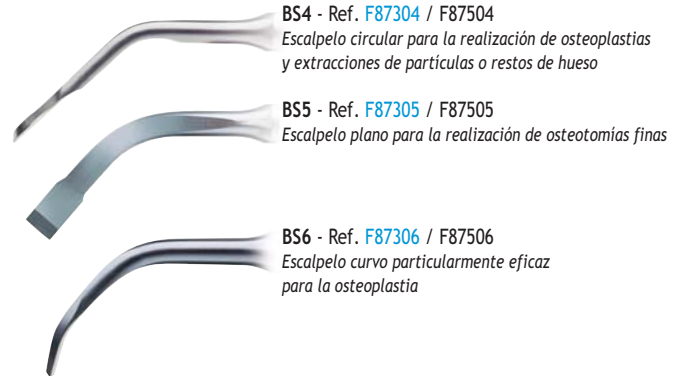 BS4 - Ref. F87304 / F87504
Escalpelo circular para la realización de osteoplastias
y extracciones de partículas o restos de hueso
BS5 - Ref. F87305 / F87505
Escalpelo plano para la realización de osteotomías finas
BS6 - Ref. F87306 / F87506
Escalpelo curvo particularmente eficaz
para la osteoplastia